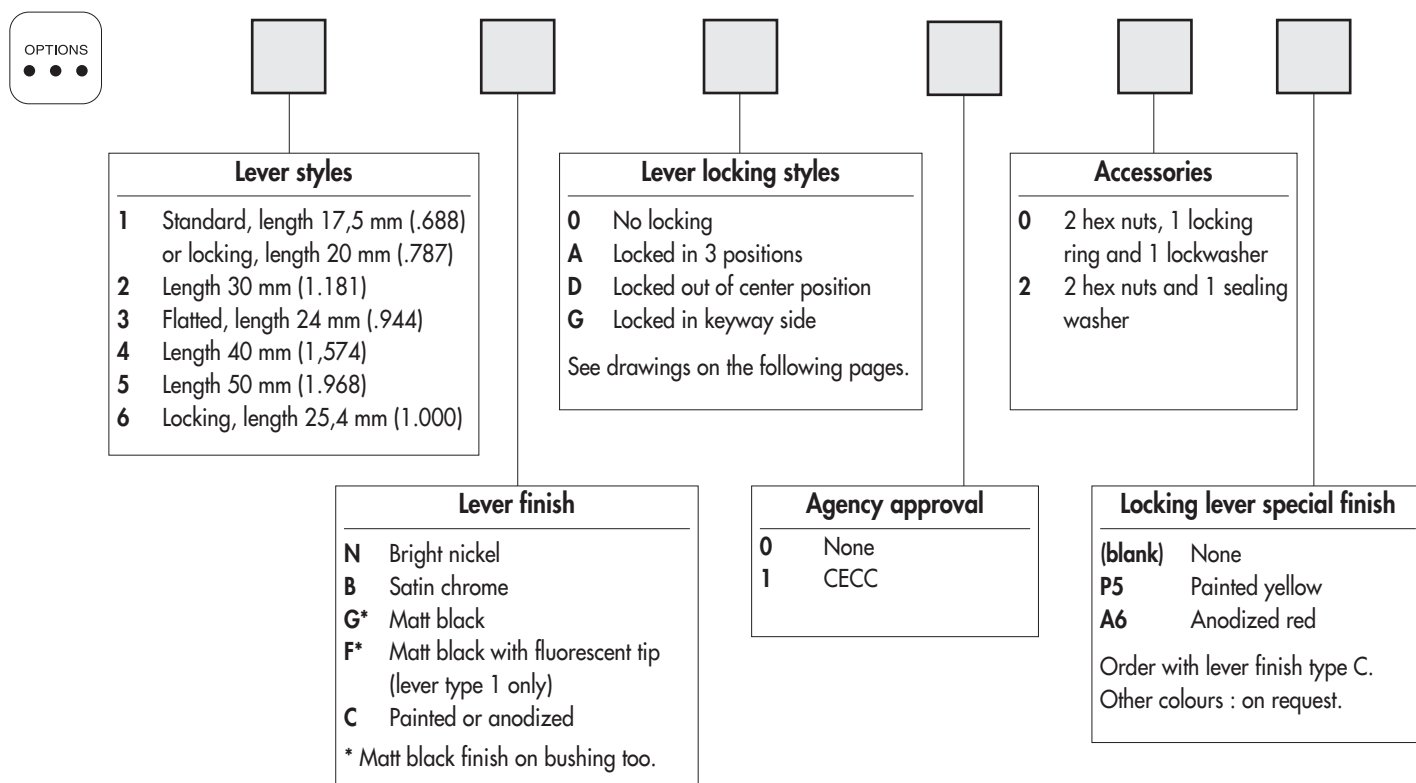 OPTIONS
Lever styles
1 Standard, length 17,5 mm (.688)
or locking, length 20 mm (.787)
2 Length 30 mm (1.181)
3 Flatted, length 24 mm (.944)
4 Length 40 mm (1,574)
5 Length 50 mm (1.968)
6 Locking, length 25,4 mm (1.000)
Lever locking styles
0 No locking
A Locked in 3 positions
D Locked out of center position
G Locked in keyway side
See drawings on the following pages.
Accessories
0 2 hex nuts, 1 locking
ring and 1 lockwasher
2 2 hex nuts and 1 sealing
washer
Lever finish
N Bright nickel
B Satin chrome
G* Matt black
F* Matt black with fluorescent tip
(lever type 1 only)
C Painted or anodized
* Matt black finish on bushing too.
Agency approval
0 None
1 CECC
Locking lever special finish
(blank) None
P5 Painted yellow
A6 Anodized red
Order with lever finish type C.
Other colours : on request.